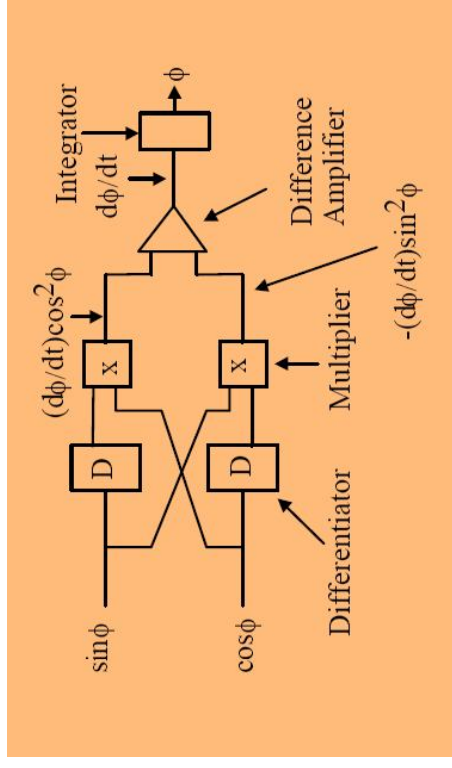 Integrator
dϕ/dt
ϕ
(dϕ/dt)cos²ϕ
sinϕ
D
x
cosϕ
D
x
Difference
Amplifier
Differentiator
Multiplier
-(dϕ/dt)sin²ϕ